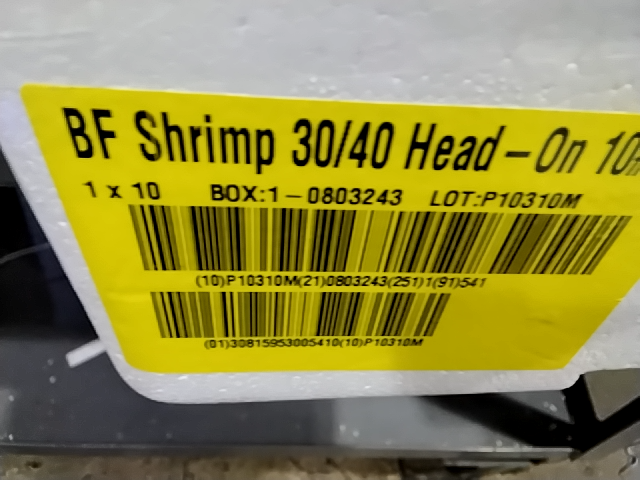 BF Shrimp 30/40 Head-On
1 x 10 BOX:1-0803243 LOT:P10310M
(10)P10310M(21)0803243(251)1(91)541
(01)30815953005410(10)P10310M